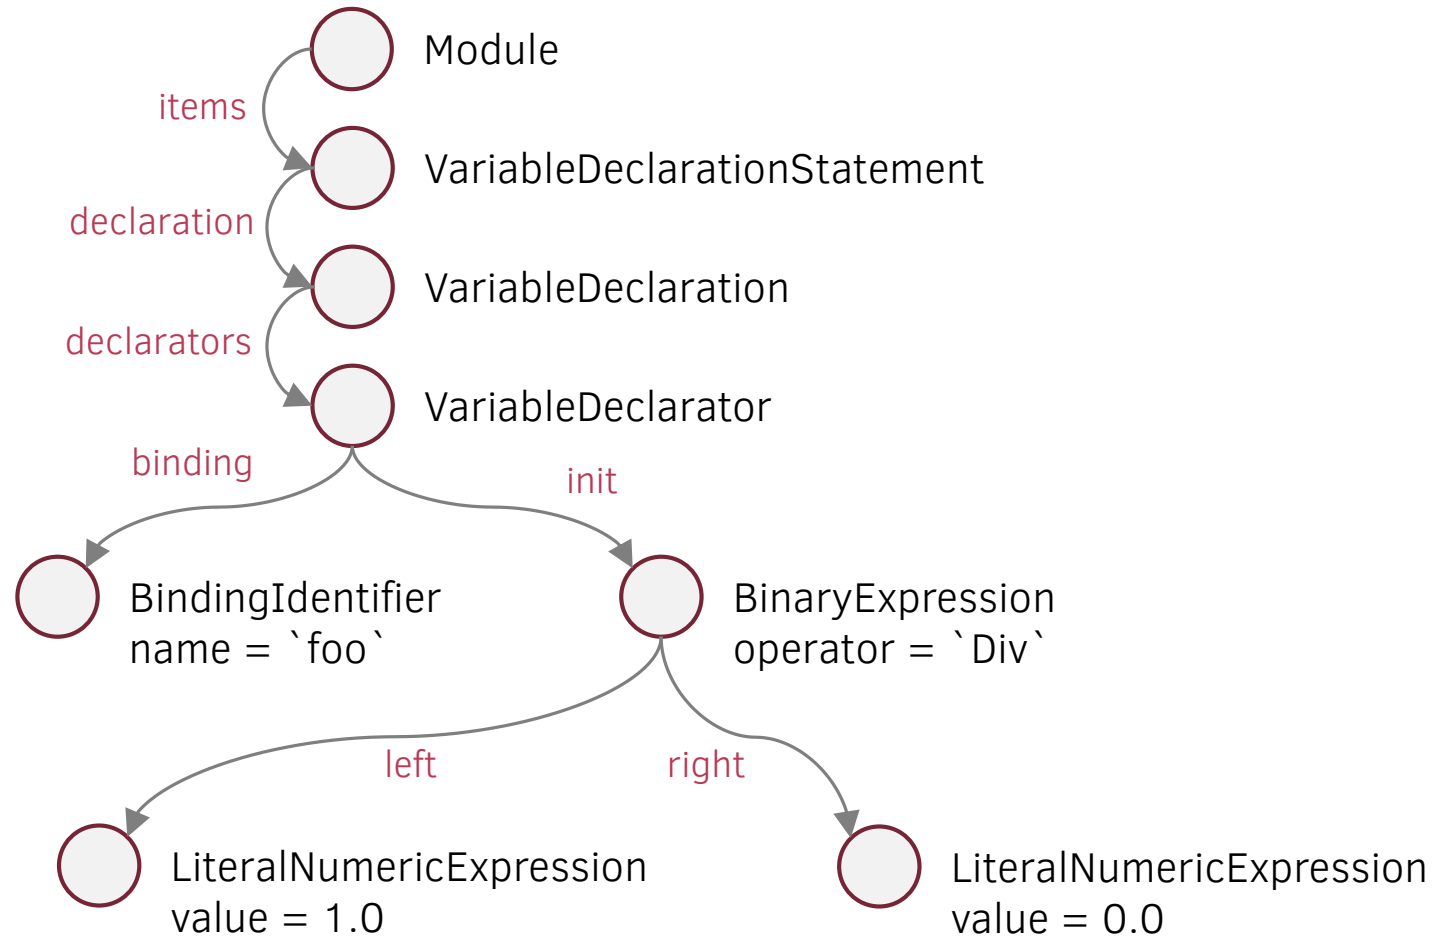 Module
items
VariableDeclarationStatement
declaration
VariableDeclaration
declarators
VariableDeclarator
binding
init
BindingIdentifier
name = `foo`
BinaryExpression
operator = `Div`
left
right
LiteralNumericExpression
value = 1.0
LiteralNumericExpression
value = 0.0